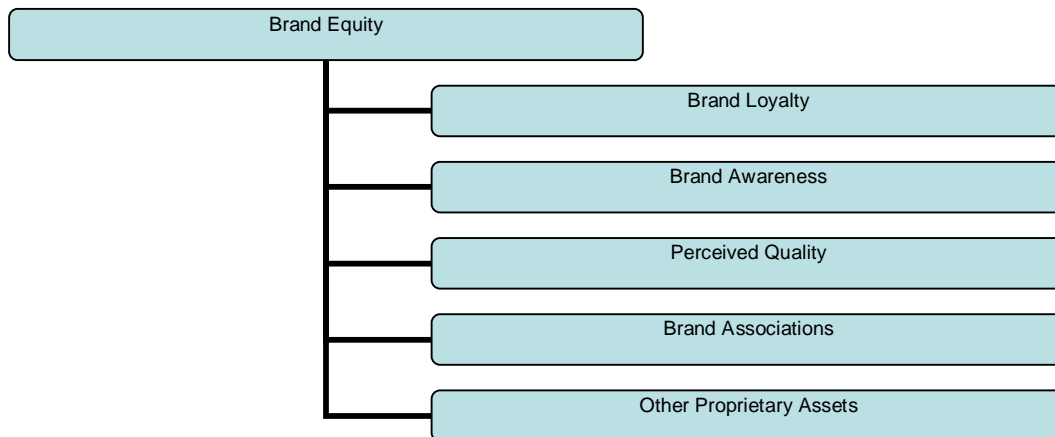 Brand Equity
Brand Loyalty
Brand Awareness
Perceived Quality
Brand Associations
Other Proprietary Assets